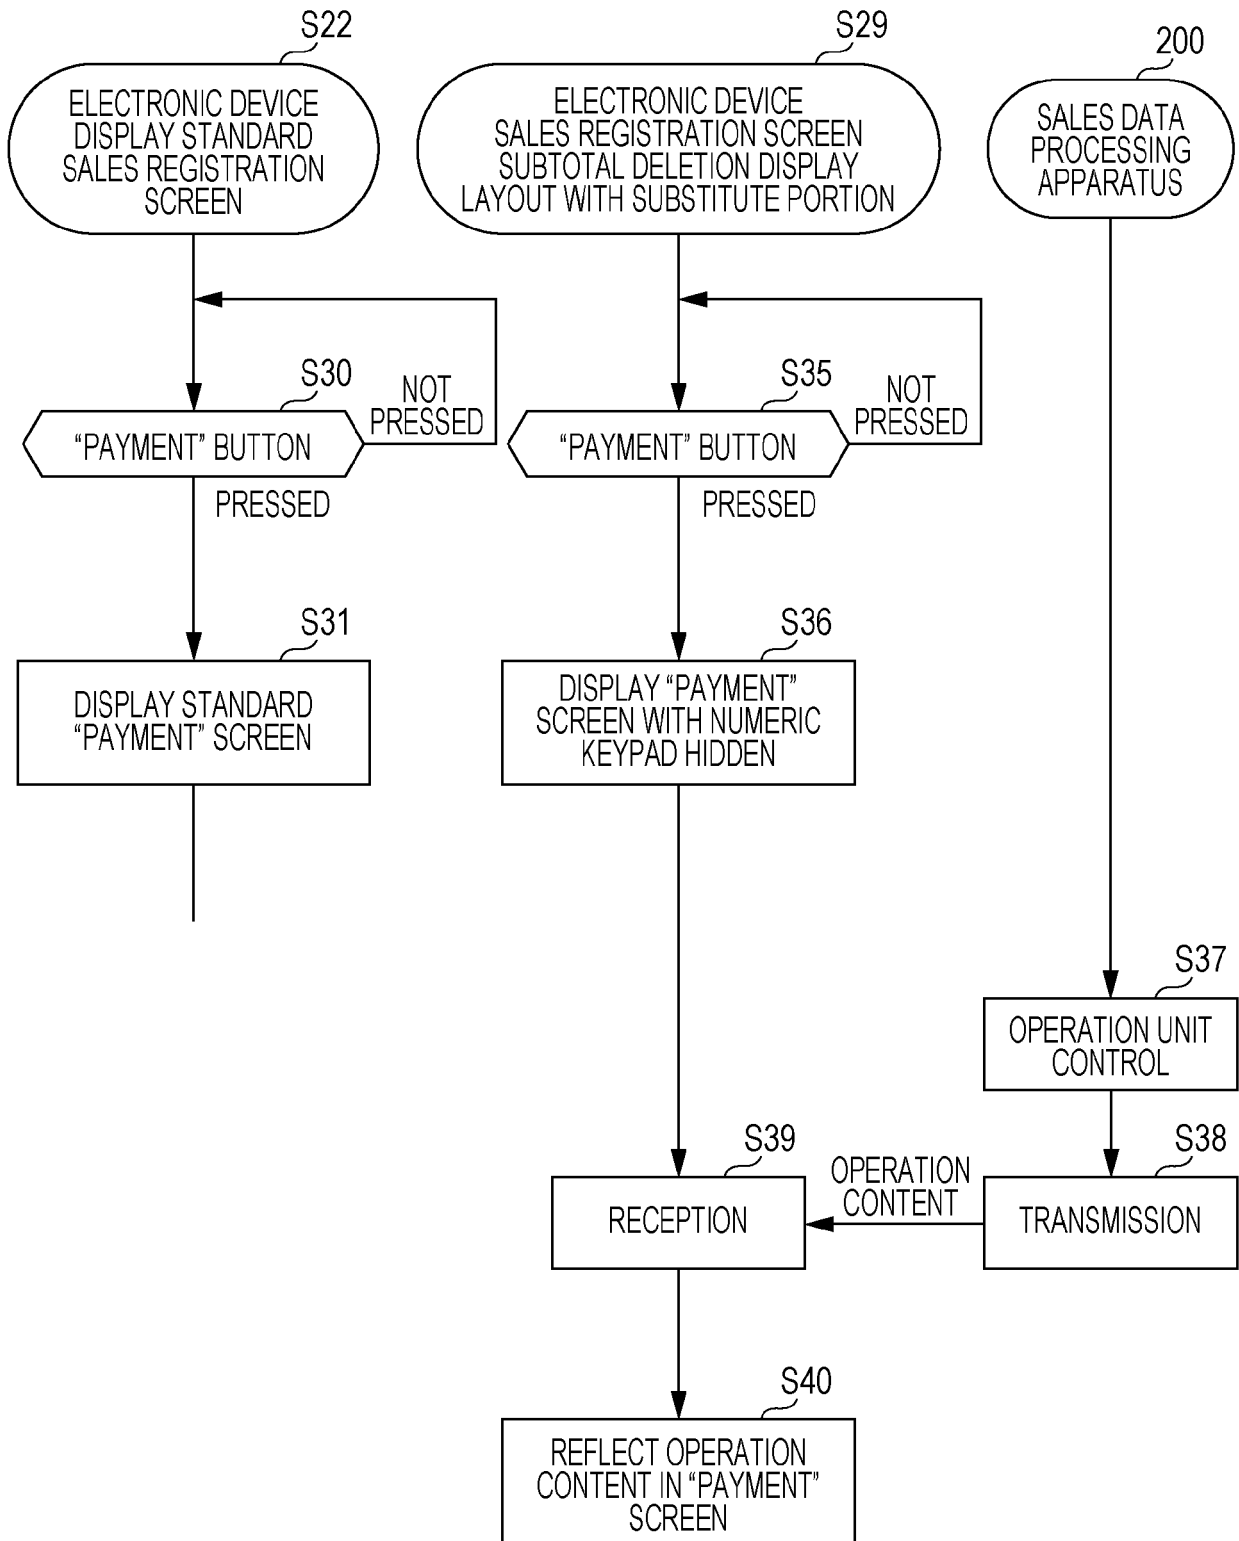 S22
ELECTRONIC DEVICE
DISPLAY STANDARD
SALES REGISTRATION
SCREEN
S29
ELECTRONIC DEVICE
SALES REGISTRATION SCREEN
SUBTOTAL DELETION DISPLAY
LAYOUT WITH SUBSTITUTE PORTION
200
SALES DATA
PROCESSING
APPARATUS
S30
NOT
PRESSED
“PAYMENT” BUTTON
PRESSED
S35
NOT
PRESSED
“PAYMENT” BUTTON
PRESSED
S31
DISPLAY STANDARD
“PAYMENT” SCREEN
S36
DISPLAY “PAYMENT”
SCREEN WITH NUMERIC
KEYPAD HIDDEN
S37
OPERATION UNIT
CONTROL
S39
RECEPTION
OPERATION
CONTENT
S38
TRANSMISSION
S40
REFLECT OPERATION
CONTENT IN “PAYMENT”
SCREEN